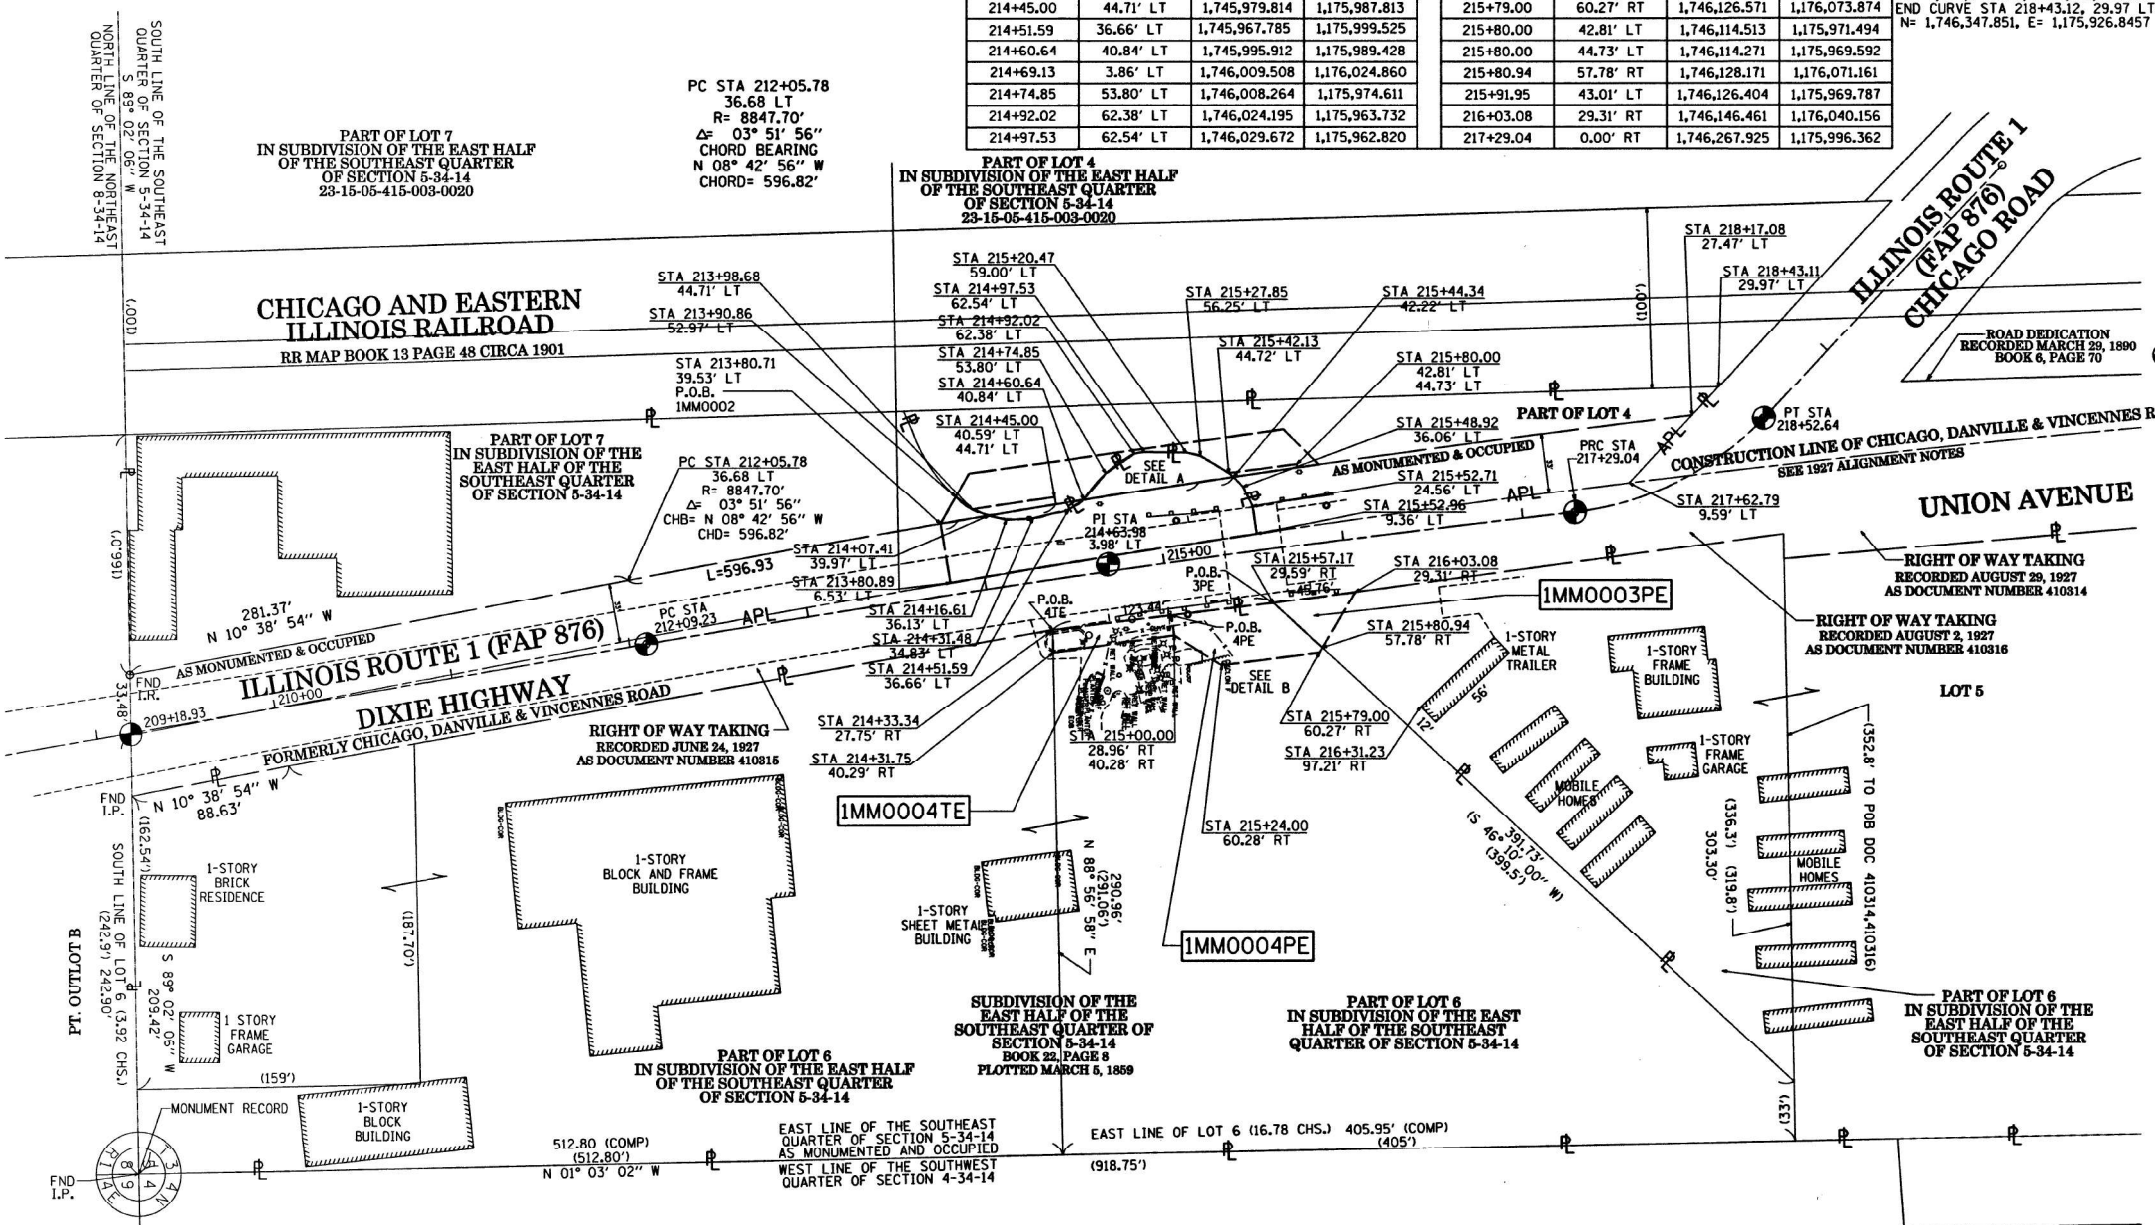 214+45.00 44.71' LT 1,745,979.814 1,175,987.813
214+51.59 36.66' LT 1,745,967.785 1,175,999.525
214+60.64 40.84' LT 1,745,995.912 1,175,989.428
214+69.13 3.86' LT 1,746,009.508 1,176,024.860
214+74.85 53.80' LT 1,746,008.264 1,175,974.611
214+92.02 62.38' LT 1,746,024.195 1,175,963.732
214+97.53 62.54' LT 1,746,029.672 1,175,962.820
215+79.00 60.27' RT 1,746,126.571 1,176,073.874
215+80.00 42.81' LT 1,746,114.513 1,175,971.494
215+80.00 44.73' LT 1,746,114.271 1,175,969.592
215+80.94 57.78' RT 1,746,128.171 1,176,071.161
215+91.95 43.01' LT 1,746,126.404 1,175,969.787
216+03.08 29.31' RT 1,746,146.461 1,176,040.156
217+29.04 0.00' RT 1,746,267.925 1,175,996.362
END CURVE STA 218+43.12, 29.97 LT
N= 1,746,347.851, E= 1,175,926.8457
SOUTH LINE OF THE SOUTHEAST
QUARTER OF SECTION 5-34-14
S 89° 02' 06" W
NORTH LINE OF THE NORTHEAST
QUARTER OF SECTION 8-34-14
PART OF LOT 7
IN SUBDIVISION OF THE EAST HALF
OF THE SOUTHEAST QUARTER
OF SECTION 5-34-14
23-15-05-415-003-0020
PC STA 212+05.78
36.68 LT
R= 8847.70'
Δ= 03° 51' 56"
CHORD BEARING
N 08° 42' 56" W
CHORD= 596.82'
PART OF LOT 4
IN SUBDIVISION OF THE EAST HALF
OF THE SOUTHEAST QUARTER
OF SECTION 5-34-14
23-15-05-415-003-0020
ILLINOIS ROUTE 1
(FAP 876)
CHICAGO ROAD
STA 218+17.08
27.47' LT
STA 218+43.11
29.97' LT
(100')
(100')
CHICAGO AND EASTERN
ILLINOIS RAILROAD
RR MAP BOOK 13 PAGE 48 CIRCA 1901
STA 213+98.68
44.71' LT
STA 213+90.86
52.97' LT
STA 213+80.71
39.53' LT
P.O.B.
1MM0002
STA 215+20.47
59.00' LT
STA 214+97.53
62.54' LT
STA 214+92.02
62.38' LT
STA 214+74.85
53.80' LT
STA 214+60.64
40.84' LT
STA 214+45.00
40.59' LT
44.71' LT
STA 215+27.85
56.25' LT
STA 215+42.13
44.72' LT
STA 215+44.34
42.22' LT
STA 215+80.00
42.81' LT
44.73' LT
STA 215+48.92
36.06' LT
STA 215+52.71
24.56' LT
STA 215+52.96
9.36' LT
ROAD DEDICATION
RECORDED MARCH 29, 1890
BOOK 6, PAGE 70
PART OF LOT 4
AS MONUMENTED & OCCUPIED
33'
PRC STA
217+29.04
PT STA
218+52.64
APL
CONSTRUCTION LINE OF CHICAGO, DANVILLE & VINCENNES R
SEE 1927 ALIGNMENT NOTES
APL
STA 217+62.79
9.59' LT
UNION AVENUE
RIGHT OF WAY TAKING
RECORDED AUGUST 29, 1927
AS DOCUMENT NUMBER 410314
RIGHT OF WAY TAKING
RECORDED AUGUST 2, 1927
AS DOCUMENT NUMBER 410316
LOT 5
PART OF LOT 7
IN SUBDIVISION OF THE
EAST HALF OF THE
SOUTHEAST QUARTER
OF SECTION 5-34-14
PC STA 212+05.78
36.68 LT
R= 8847.70'
Δ= 03° 51' 56"
CHB= N 08° 42' 56" W
CHD= 596.82'
SEE
DETAIL A
PI STA
214+63.98
3.98' LT
215+00
L=596.93
STA 214+07.41
39.97' LT
STA 213+80.89
6.53' LT
STA 214+16.61
36.13' LT
STA 214+31.48
34.83' LT
STA 214+51.59
36.66' LT
STA 214+33.34
27.75' RT
STA 214+31.75
40.29' RT
P.O.B.
4TE
123.44'
P.O.B.
3PE
P.O.B.
4PE
49.76'
STA 215+57.17
29.59' RT
STA 216+03.08
29.31' RT
STA 215+80.94
57.78' RT
1MM0003PE
SEE
DETAIL B
STA 215+79.00
60.27' RT
STA 216+31.23
97.21' RT
STA 215+00.00
28.96' RT
40.28' RT
STA 215+24.00
60.28' RT
1MM0004TE
1MM0004PE
(166.5')
281.37'
N 10° 38' 54" W
AS MONUMENTED & OCCUPIED
33'
PC STA
212+09.23
APL
ILLINOIS ROUTE 1 (FAP 876)
210+00
DIXIE HIGHWAY
FORMERLY CHICAGO, DANVILLE & VINCENNES ROAD
FND
I.R.
33.48'
209+18.93
FND
I.P.
N 10° 38' 54" W
88.63'
RIGHT OF WAY TAKING
RECORDED JUNE 24, 1927
AS DOCUMENT NUMBER 410315
(162.54')
SOUTH LINE OF LOT 6 (3.92 CHS.)
(242.9') 242.90'
S 89° 02' 06" W
209.42'
PT. OUTLOT B
1-STORY
BRICK
RESIDENCE
1 STORY
FRAME
GARAGE
(187.70')
(159')
MONUMENT RECORD
1-STORY
BLOCK
BUILDING
FND
I.P.
1-STORY
BLOCK AND FRAME
BUILDING
BLDG-COR
1-STORY
SHEET METAL
BUILDING
N 88° 56' 58" E
290.96'
(291.06')
1-STORY
METAL
TRAILER
56'
12'
1-STORY
FRAME
BUILDING
1-STORY
FRAME
GARAGE
MOBILE
HOMES
MOBILE
HOMES
391.73'
(S 46° 10' 00" W)
(399.5')
(352.8' TO POB DOC 410314,410316)
(336.3') (319.8')
303.30'
(33')
PART OF LOT 6
IN SUBDIVISION OF THE EAST HALF
OF THE SOUTHEAST QUARTER
OF SECTION 5-34-14
SUBDIVISION OF THE
EAST HALF OF THE
SOUTHEAST QUARTER OF
SECTION 5-34-14
BOOK 22, PAGE 8
PLOTTED MARCH 5, 1859
PART OF LOT 6
IN SUBDIVISION OF THE EAST
HALF OF THE SOUTHEAST
QUARTER OF SECTION 5-34-14
PART OF LOT 6
IN SUBDIVISION OF THE
EAST HALF OF THE
SOUTHEAST QUARTER
OF SECTION 5-34-14
512.80 (COMP)
(512.80')
N 01° 03' 02" W
EAST LINE OF THE SOUTHEAST
QUARTER OF SECTION 5-34-14
AS MONUMENTED AND OCCUPIED
WEST LINE OF THE SOUTHWEST
QUARTER OF SECTION 4-34-14
EAST LINE OF LOT 6 (16.78 CHS.) 405.95' (COMP)
(405')
(918.75')